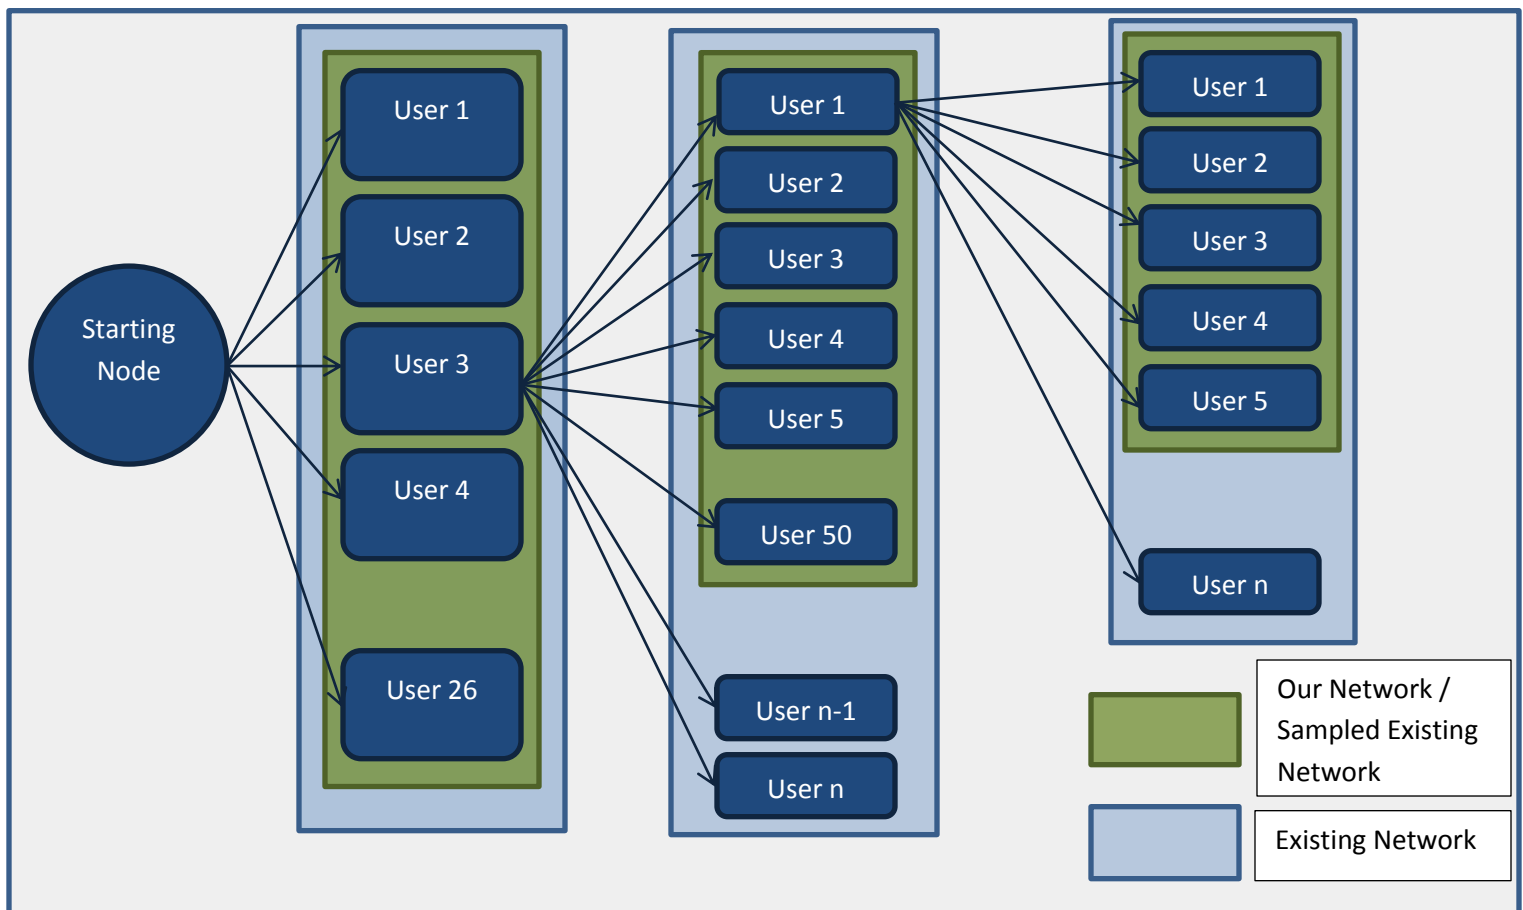 Starting
Node
User 1
User 2
User 3
User 4
User 26
User 1
User 2
User 3
User 4
User 5
User 50
User n-1
User n
User 1
User 2
User 3
User 4
User 5
User n
Our Network /
Sampled Existing
Network
Existing Network